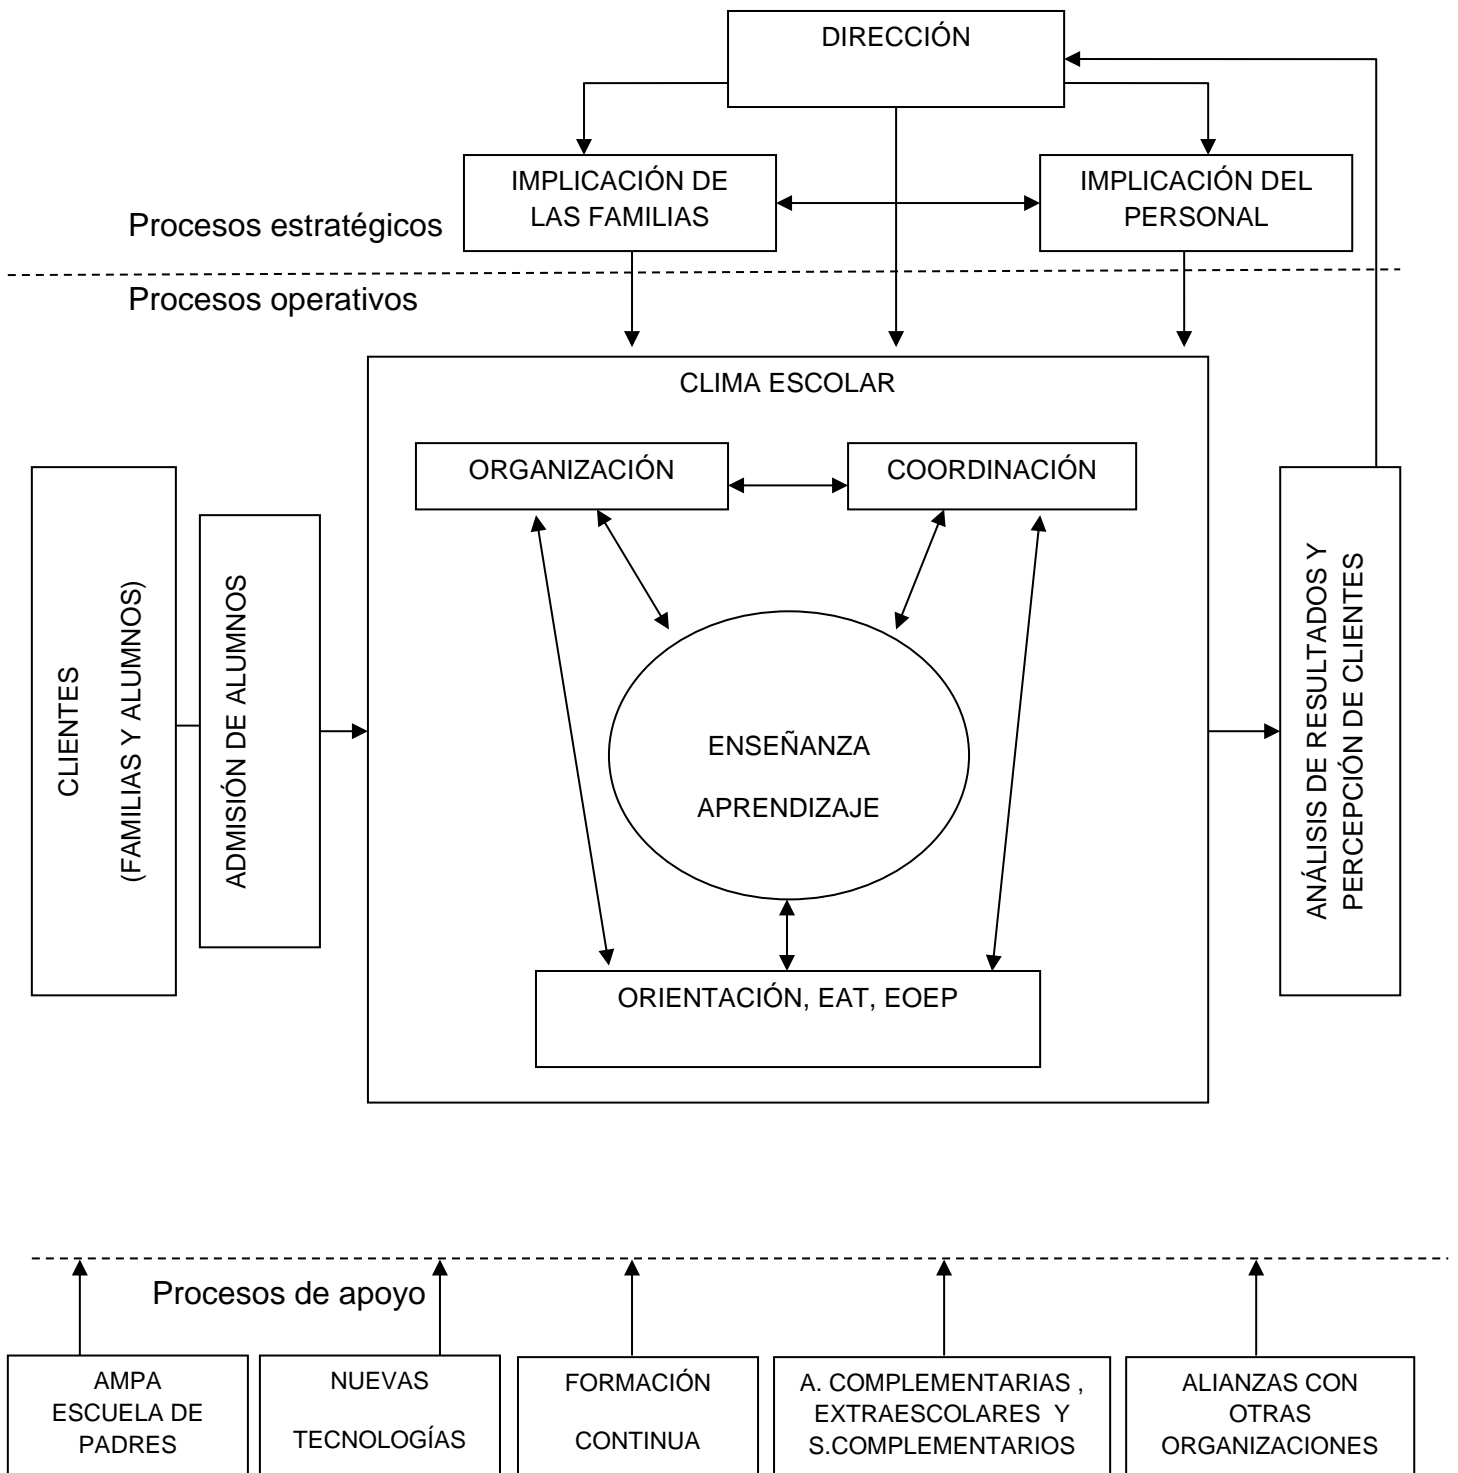 DIRECCIÓN
IMPLICACIÓN DE
LAS FAMILIAS
IMPLICACIÓN DEL
PERSONAL
Procesos estratégicos
Procesos operativos
CLIMA ESCOLAR
ORGANIZACIÓN
COORDINACIÓN
CLIENTES
(FAMILIAS Y ALUMNOS)
ADMISIÓN DE ALUMNOS
ENSEÑANZA
APRENDIZAJE
ORIENTACIÓN, EAT, EOEP
ANÁLISIS DE RESULTADOS Y
PERCEPCIÓN DE CLIENTES
Procesos de apoyo
AMPA
ESCUELA DE
PADRES
NUEVAS
TECNOLOGÍAS
FORMACIÓN
CONTINUA
A. COMPLEMENTARIAS ,
EXTRAESCOLARES Y
S.COMPLEMENTARIOS
ALIANZAS CON
OTRAS
ORGANIZACIONES